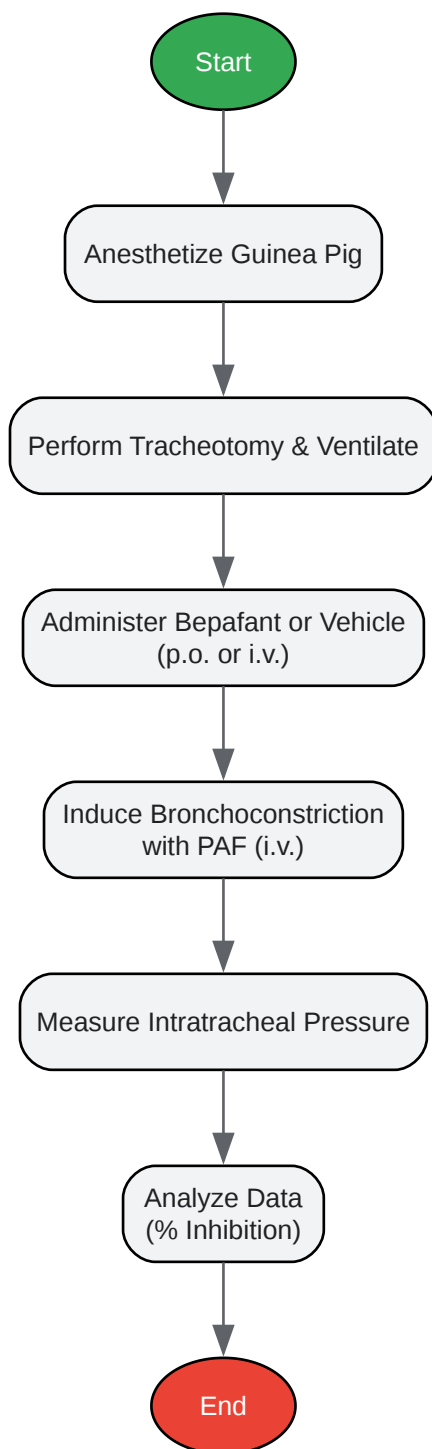 Start
Anesthetize Guinea Pig
Perform Tracheotomy & Ventilate
Administer Bepafant or Vehicle
(p.o. or i.v.)
Induce Bronchoconstriction
with PAF (i.v.)
Measure Intratracheal Pressure
Analyze Data
(% Inhibition)
End